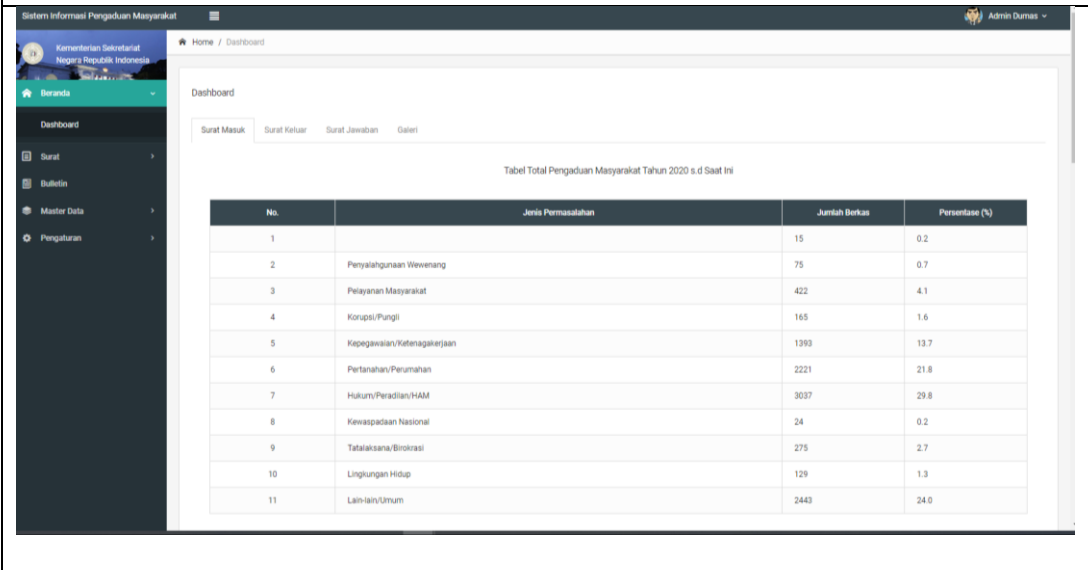 Sistem Informasi Pengaduan Masyarakat
Admin Dumas
Kementerian Sekretariat
Negara Republik Indonesia
Home / Dashboard
Beranda
Dashboard
Surat
Bulletin
Master Data
Pengaturan
Dashboard
Surat Masuk Surat Keluar Surat Jawaban Galeri
Tabel Total Pengaduan Masyarakat Tahun 2020 s.d Saat Ini
No. Jenis Permasalahan Jumlah Berkas Persentase (%)
1 15 0.2
2 Penyalahgunaan Wewenang 75 0.7
3 Pelayanan Masyarakat 422 4.1
4 Korupsi/Pungli 165 1.6
5 Kepegawaian/Ketenagakerjaan 1393 13.7
6 Pertanahan/Perumahan 2221 21.8
7 Hukum/Peradilan/HAM 3037 29.8
8 Kewaspadaan Nasional 24 0.2
9 Tatalaksana/Birokrasi 275 2.7
10 Lingkungan Hidup 129 1.3
11 Lain-lain/Umum 2443 24.0